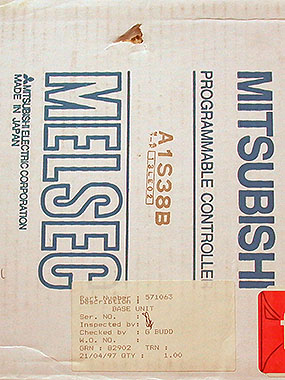 MITSUBISHI
PROGRAMMABLE CONTROLLER
A1S38B
MELSEC
MITSUBISHI ELECTRIC CORPORATION
MADE IN JAPAN
Part Number : 571063
Description :
BASE UNIT
Ser. NO. :
Inspected by:
Checked by : G BUDD
W.O. NO. :
GRN : B2902 TRN :
21/04/97 QTY : 1.00